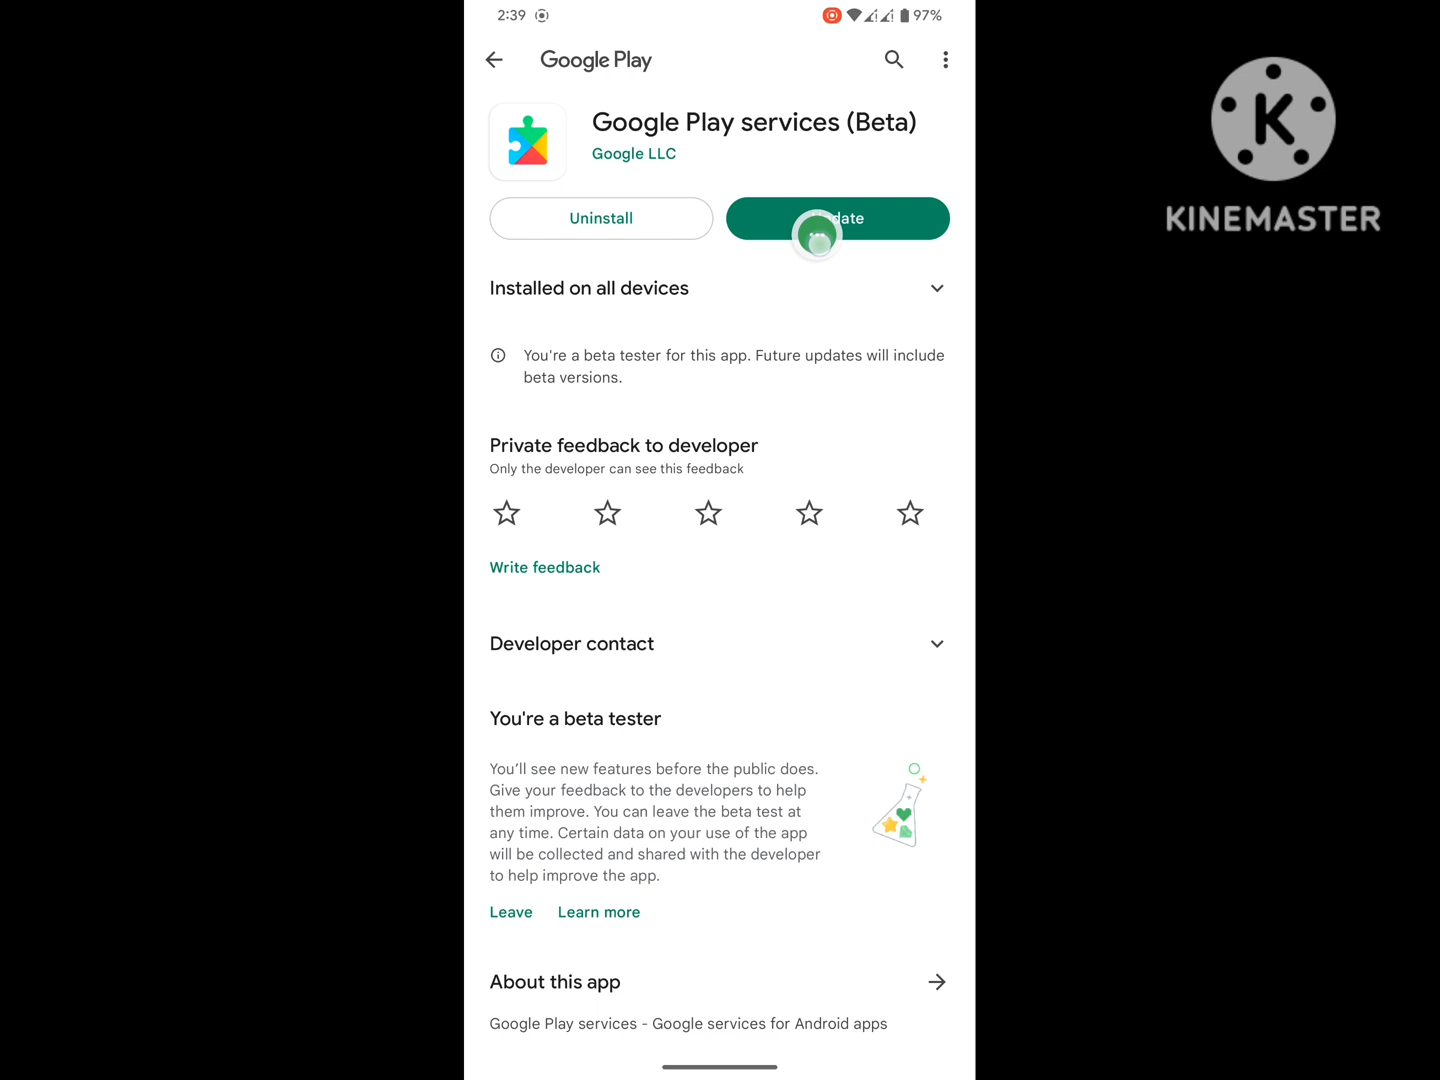 2:39
97%
Google Play
Google Play services (Beta)
Google LLC
Uninstall
KINEMASTER
Installed on all devices
You're a beta tester for this app. Future updates will include
beta versions.
Private feedback to developer
Only the developer can see this feedback
Write feedback
Developer contact
You're a beta tester
You'll see new features before the public does.
Give your feedback to the developers to help
them improve. You can leave the beta test at
any time. Certain data on your use of the app
will be collected and shared with the developer
to help improve the app.
Leave Learn more
About this app
Google Play services - Google services for Android apps